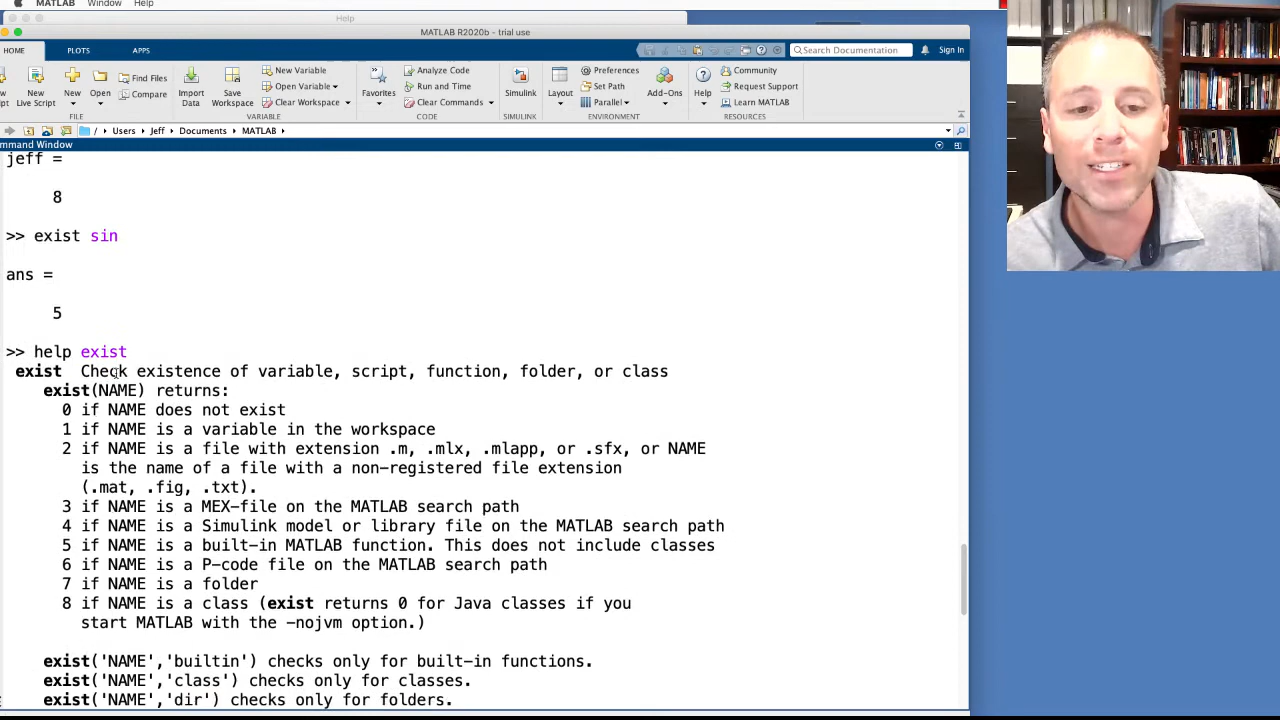 MATLAB Window Help
Help
MATLAB R2020b - trial use
HOME PLOTS APPS
Search Documentation Sign In
New Live Script New Open Find Files Compare Import Data Save Workspace New Variable Open Variable Clear Workspace Favorites Analyze Code Run and Time Clear Commands Simulink Layout Preferences Set Path Parallel Add-Ons Help Community Request Support Learn MATLAB
FILE VARIABLE CODE SIMULINK ENVIRONMENT RESOURCES
/ Users Jeff Documents MATLAB
mmand Window
jeff =
8
>> exist sin
ans =
5
>> help exist
exist Check existence of variable, script, function, folder, or class
exist(NAME) returns:
0 if NAME does not exist
1 if NAME is a variable in the workspace
2 if NAME is a file with extension .m, .mlx, .mlapp, or .sfx, or NAME
is the name of a file with a non-registered file extension
(.mat, .fig, .txt).
3 if NAME is a MEX-file on the MATLAB search path
4 if NAME is a Simulink model or library file on the MATLAB search path
5 if NAME is a built-in MATLAB function. This does not include classes
6 if NAME is a P-code file on the MATLAB search path
7 if NAME is a folder
8 if NAME is a class (exist returns 0 for Java classes if you
start MATLAB with the -nojvm option.)
exist('NAME','builtin') checks only for built-in functions.
exist('NAME','class') checks only for classes.
exist('NAME','dir') checks only for folders.